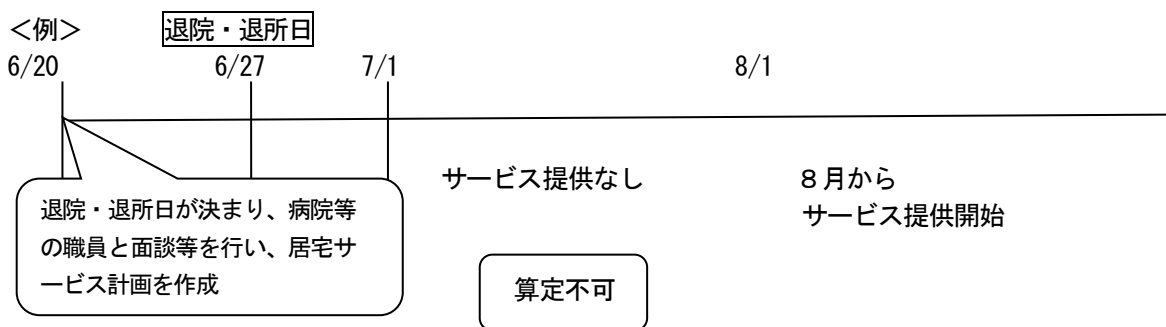 <例>
退院・退所日
6/20 6/27 7/1 8/1
サービス提供なし
8月から
サービス提供開始
退院・退所日が決まり、病院等
の職員と面談等を行い、居宅サ
ービス計画を作成
算定不可